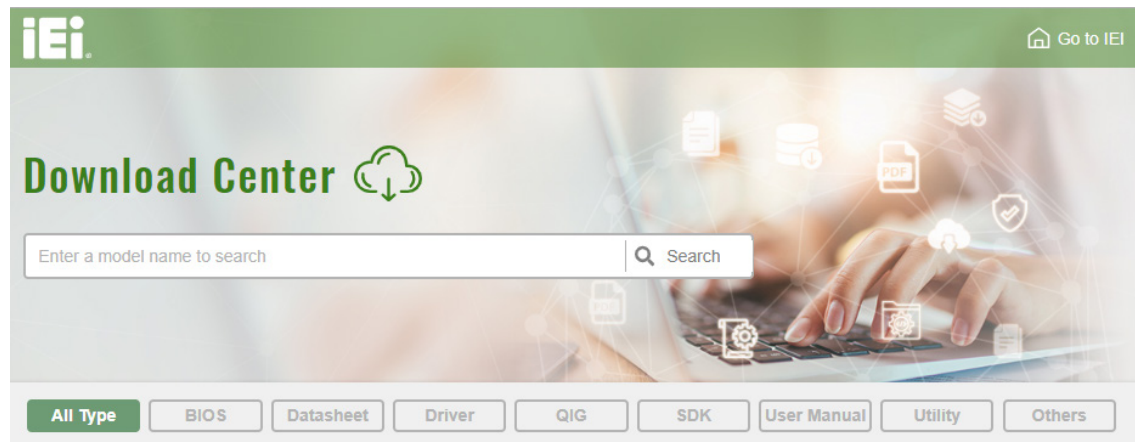 iEi
Go to IEI
Download Center
Enter a model name to search
Search
PDF
PDF
All Type
BIOS
Datasheet
Driver
QIG
SDK
User Manual
Utility
Others